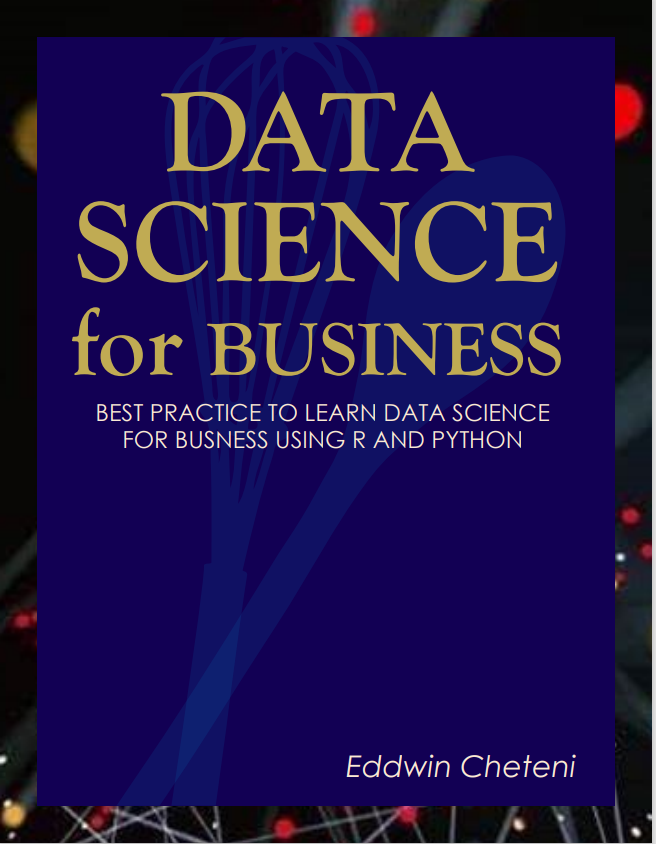 DATA
SCIENCE
for BUSINESS
BEST PRACTICE TO LEARN DATA SCIENCE
FOR BUSNESS USING R AND PYTHON
Eddwin Cheteni